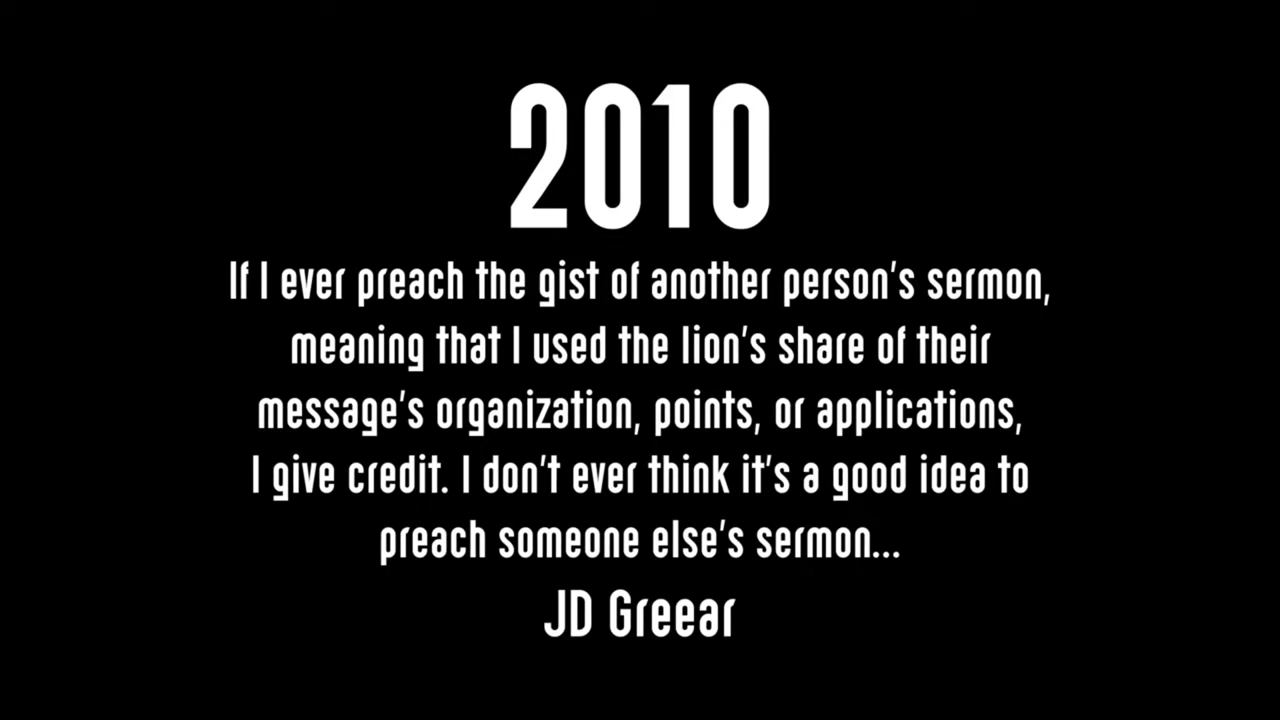 2010
If I ever preach the gist of another person's sermon,
meaning that I used the lion's share of their
message's organization, points, or applications,
I give credit. I don't ever think it's a good idea to
preach someone else's sermon...
JD Greear